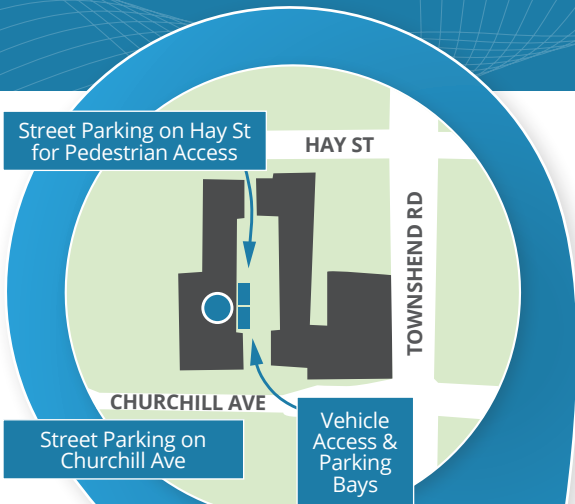 Street Parking on Hay St
for Pedestrian Access
HAY ST
TOWNSHEND RD
CHURCHILL AVE
Street Parking on
Churchill Ave
Vehicle
Access &
Parking
Bays